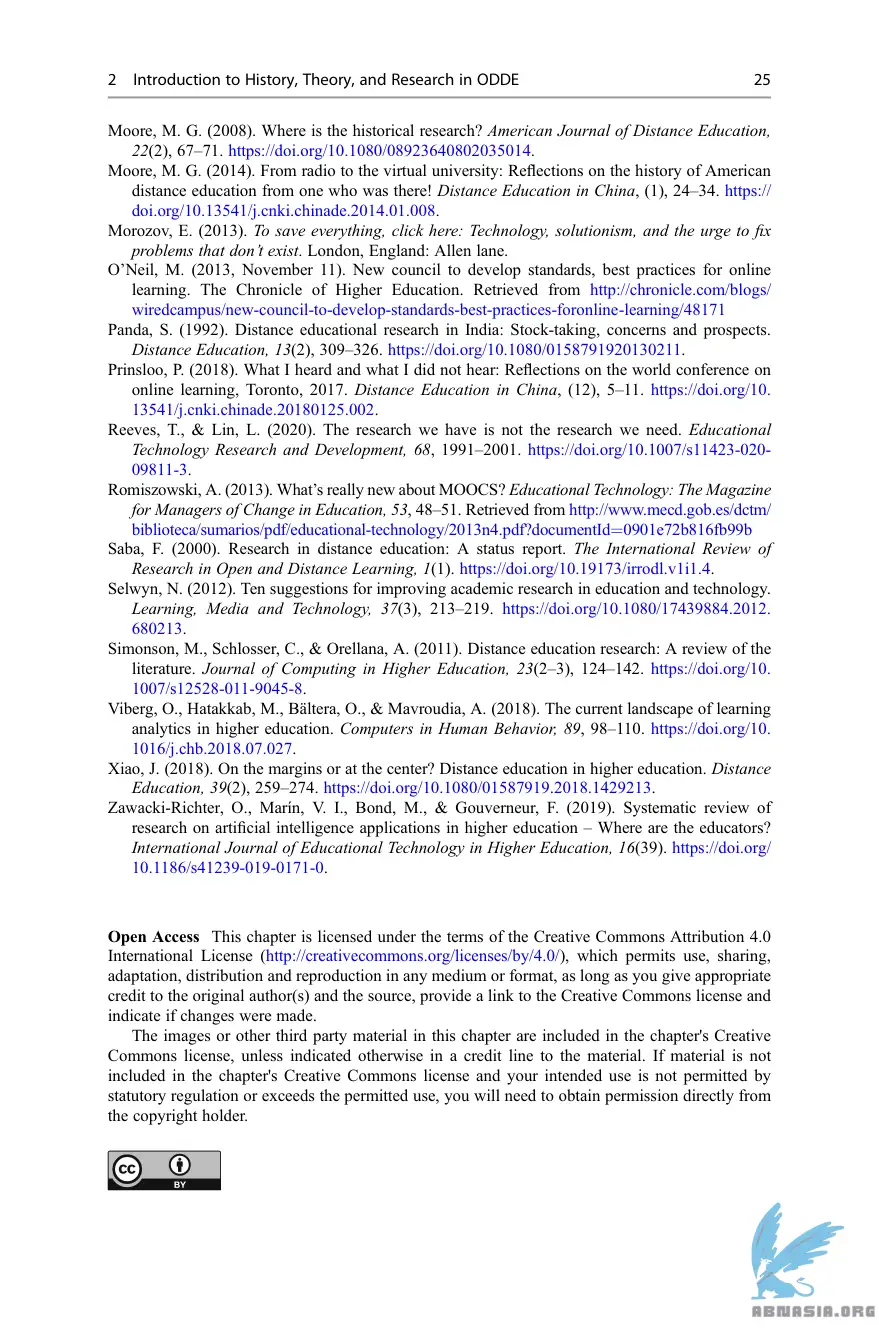 2 Introduction to History, Theory, and Research in ODDE 25
Moore, M. G. (2008). Where is the historical research? American Journal of Distance Education,
22(2), 67–71. https://doi.org/10.1080/08923640802035014.
Moore, M. G. (2014). From radio to the virtual university: Reflections on the history of American
distance education from one who was there! Distance Education in China, (1), 24–34. https://
doi.org/10.13541/j.cnki.chinade.2014.01.008.
Morozov, E. (2013). To save everything, click here: Technology, solutionism, and the urge to fix
problems that don’t exist. London, England: Allen lane.
O’Neil, M. (2013, November 11). New council to develop standards, best practices for online
learning. The Chronicle of Higher Education. Retrieved from http://chronicle.com/blogs/
wiredcampus/new-council-to-develop-standards-best-practices-foronline-learning/48171
Panda, S. (1992). Distance educational research in India: Stock-taking, concerns and prospects.
Distance Education, 13(2), 309–326. https://doi.org/10.1080/0158791920130211.
Prinsloo, P. (2018). What I heard and what I did not hear: Reflections on the world conference on
online learning, Toronto, 2017. Distance Education in China, (12), 5–11. https://doi.org/10.
13541/j.cnki.chinade.20180125.002.
Reeves, T., & Lin, L. (2020). The research we have is not the research we need. Educational
Technology Research and Development, 68, 1991–2001. https://doi.org/10.1007/s11423-020-
09811-3.
Romiszowski, A. (2013). What’s really new about MOOCS? Educational Technology: The Magazine
for Managers of Change in Education, 53, 48–51. Retrieved from http://www.mecd.gob.es/dctm/
biblioteca/sumarios/pdf/educational-technology/2013n4.pdf?documentId=0901e72b816fb99b
Saba, F. (2000). Research in distance education: A status report. The International Review of
Research in Open and Distance Learning, 1(1). https://doi.org/10.19173/irrodl.v1i1.4.
Selwyn, N. (2012). Ten suggestions for improving academic research in education and technology.
Learning, Media and Technology, 37(3), 213–219. https://doi.org/10.1080/17439884.2012.
680213.
Simonson, M., Schlosser, C., & Orellana, A. (2011). Distance education research: A review of the
literature. Journal of Computing in Higher Education, 23(2–3), 124–142. https://doi.org/10.
1007/s12528-011-9045-8.
Viberg, O., Hatakkab, M., Bältera, O., & Mavroudia, A. (2018). The current landscape of learning
analytics in higher education. Computers in Human Behavior, 89, 98–110. https://doi.org/10.
1016/j.chb.2018.07.027.
Xiao, J. (2018). On the margins or at the center? Distance education in higher education. Distance
Education, 39(2), 259–274. https://doi.org/10.1080/01587919.2018.1429213.
Zawacki-Richter, O., Marín, V. I., Bond, M., & Gouverneur, F. (2019). Systematic review of
research on artificial intelligence applications in higher education – Where are the educators?
International Journal of Educational Technology in Higher Education, 16(39). https://doi.org/
10.1186/s41239-019-0171-0.
Open Access This chapter is licensed under the terms of the Creative Commons Attribution 4.0
International License (http://creativecommons.org/licenses/by/4.0/), which permits use, sharing,
adaptation, distribution and reproduction in any medium or format, as long as you give appropriate
credit to the original author(s) and the source, provide a link to the Creative Commons license and
indicate if changes were made.
The images or other third party material in this chapter are included in the chapter's Creative
Commons license, unless indicated otherwise in a credit line to the material. If material is not
included in the chapter's Creative Commons license and your intended use is not permitted by
statutory regulation or exceeds the permitted use, you will need to obtain permission directly from
the copyright holder.
cc
BY
ABNASIA.ORG